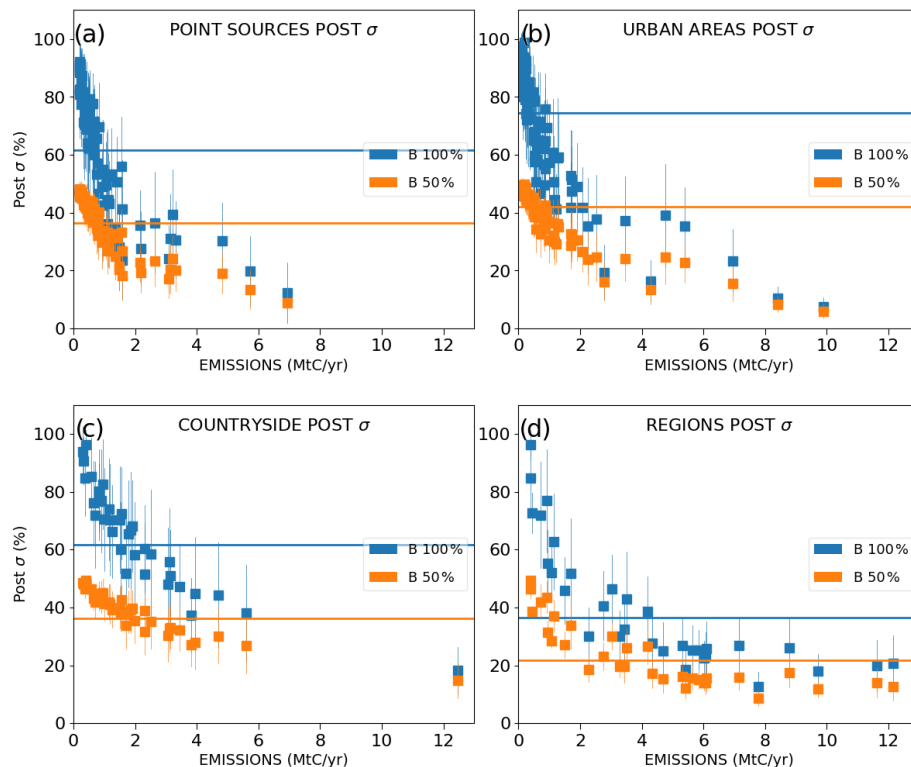 (a) POINT SOURCES POST σ
100
80
60
40
20
0
Post σ (%)
B 100%
B 50%
0 2 4 6 8 10 12
EMISSIONS (MtC/yr)
(b) URBAN AREAS POST σ
100
80
60
40
20
0
B 100%
B 50%
0 2 4 6 8 10 12
EMISSIONS (MtC/yr)
(c) COUNTRYSIDE POST σ
100
80
60
40
20
0
Post σ (%)
B 100%
B 50%
0 2 4 6 8 10 12
EMISSIONS (MtC/yr)
(d) REGIONS POST σ
100
80
60
40
20
0
B 100%
B 50%
0 2 4 6 8 10 12
EMISSIONS (MtC/yr)